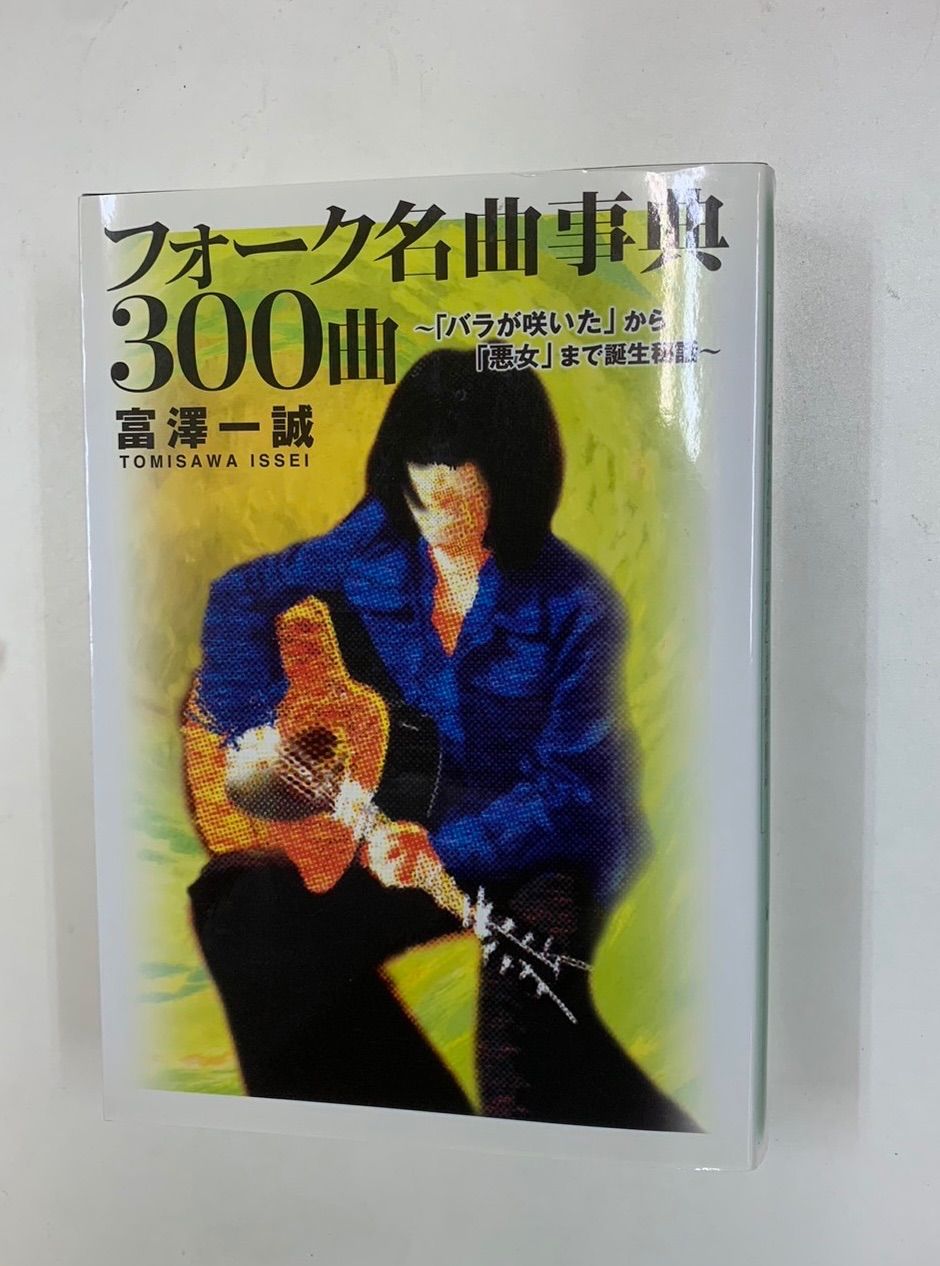 フォーク名曲事典
300曲
~「バラが咲いた」から
「悪女」まで誕生秘話~
富澤一誠
TOMISAWA ISSEI